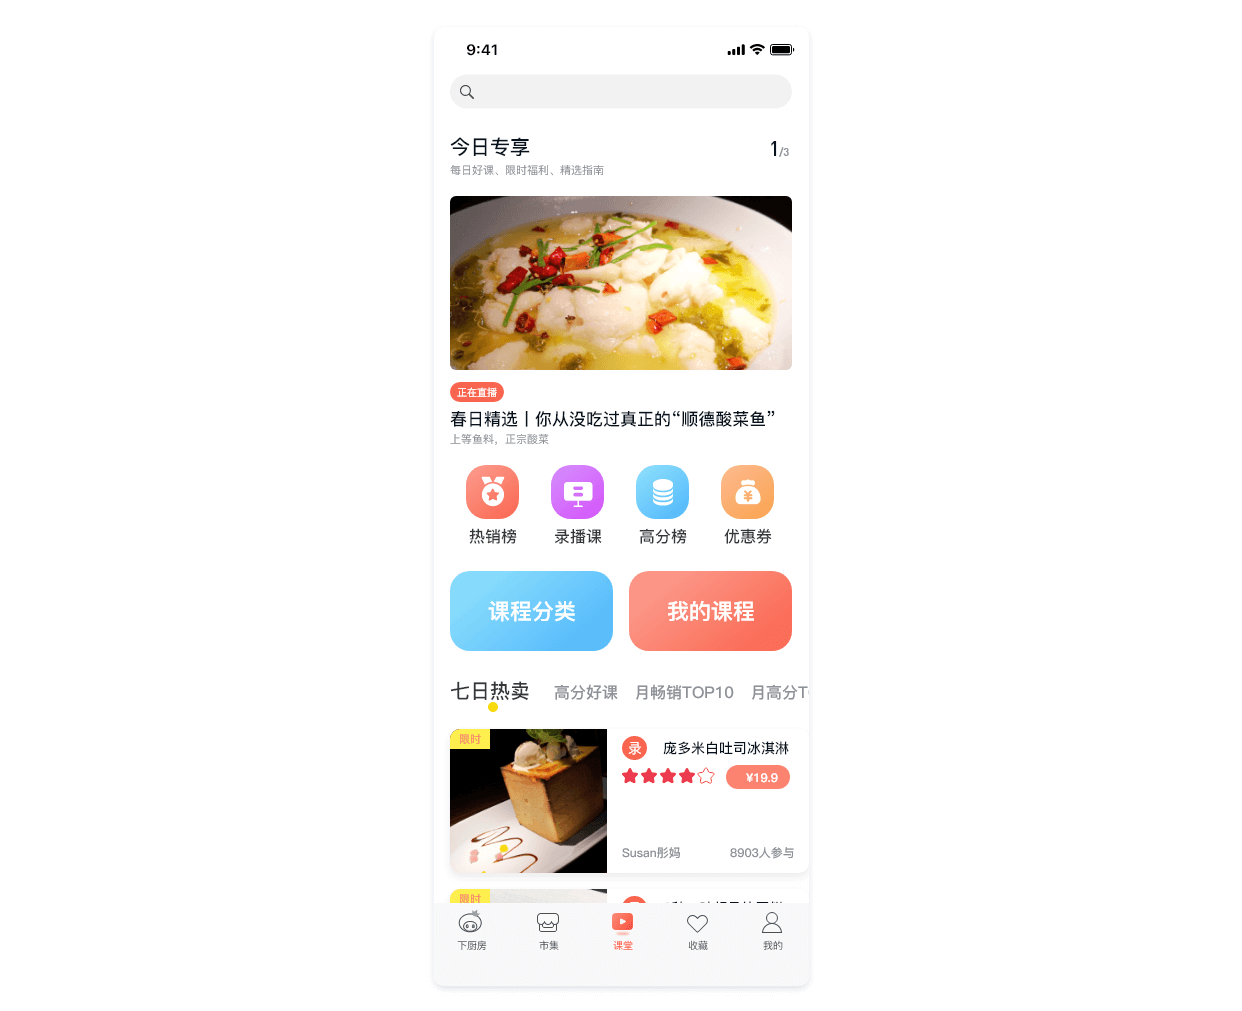 9:41
今日专享
1/3
每日好课、限时福利、精选指南
正在直播
春日精选丨你从没吃过真正的“顺德酸菜鱼”
上等鱼料，正宗酸菜
热销榜 录播课 高分榜 优惠券
课程分类 我的课程
七日热卖 高分好课 月畅销TOP10 月高分T
限时
录 庞多米白吐司冰淇淋
¥19.9
Susan彤妈 8903人参与
限时
下厨房 市集 课堂 收藏 我的